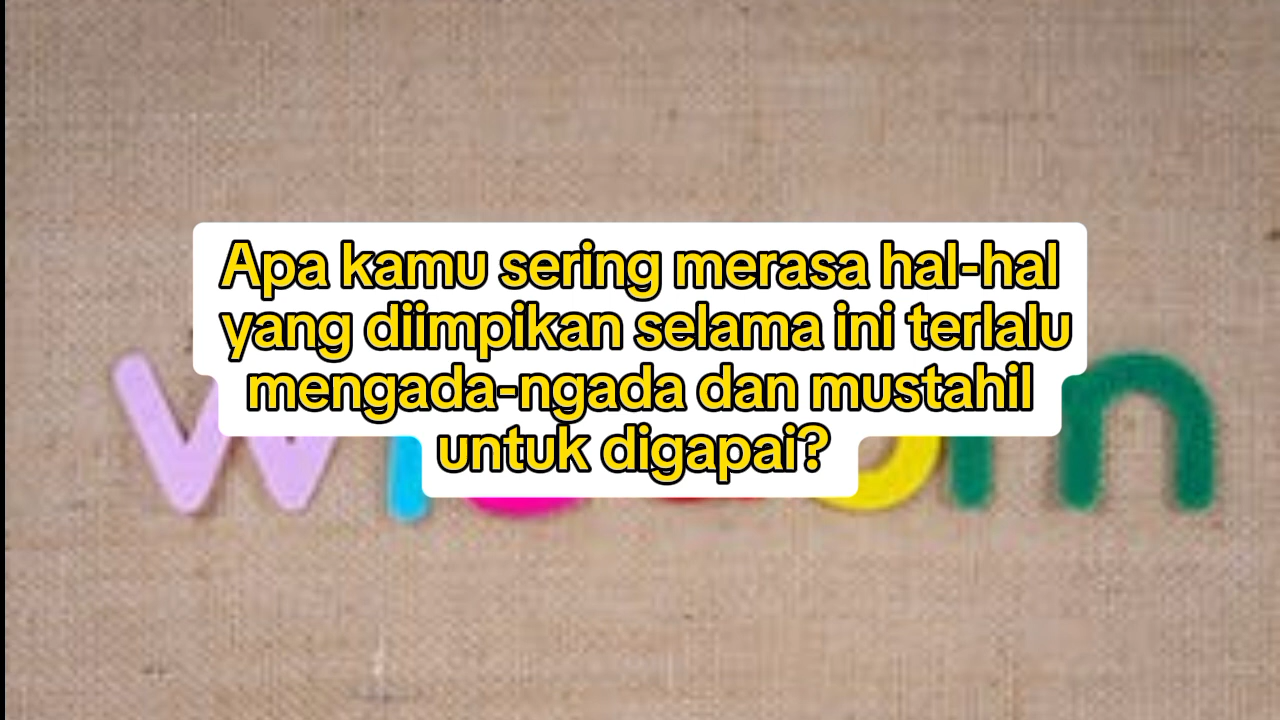 Apa kamu sering merasa hal-hal
yang diimpikan selama ini terlalu
mengada-ngada dan mustahil
untuk digapai?